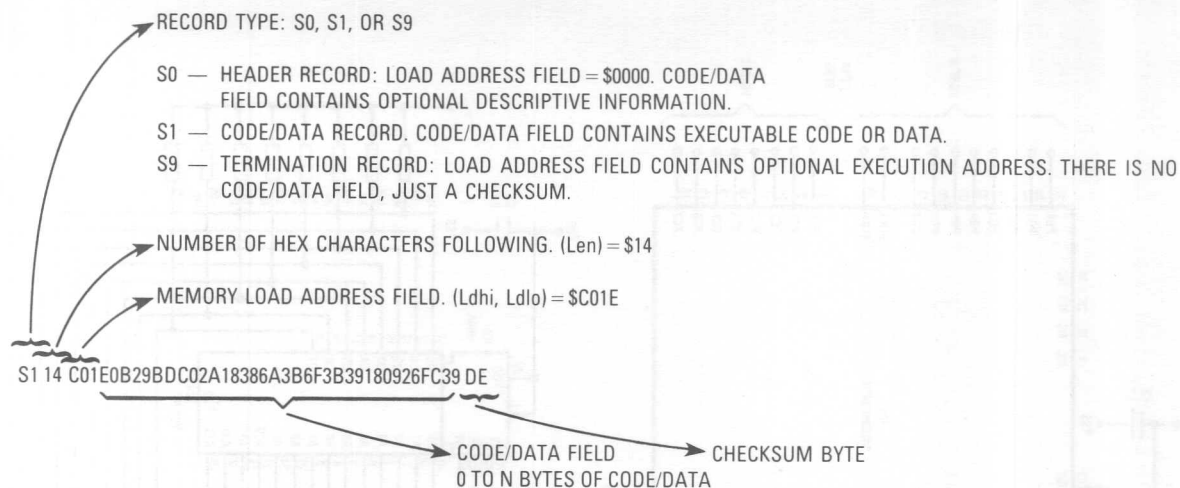 RECORD TYPE: S0, S1, OR S9
S0 — HEADER RECORD: LOAD ADDRESS FIELD = $0000. CODE/DATA
FIELD CONTAINS OPTIONAL DESCRIPTIVE INFORMATION.
S1 — CODE/DATA RECORD. CODE/DATA FIELD CONTAINS EXECUTABLE CODE OR DATA.
S9 — TERMINATION RECORD: LOAD ADDRESS FIELD CONTAINS OPTIONAL EXECUTION ADDRESS. THERE IS NO
CODE/DATA FIELD, JUST A CHECKSUM.
NUMBER OF HEX CHARACTERS FOLLOWING. (Len) = $14
MEMORY LOAD ADDRESS FIELD. (Ldhi, Ldlo) = $C01E
S1 14 C01E0B29BDC02A18386A3B6F3B39180926FC39 DE
CODE/DATA FIELD
0 TO N BYTES OF CODE/DATA
CHECKSUM BYTE